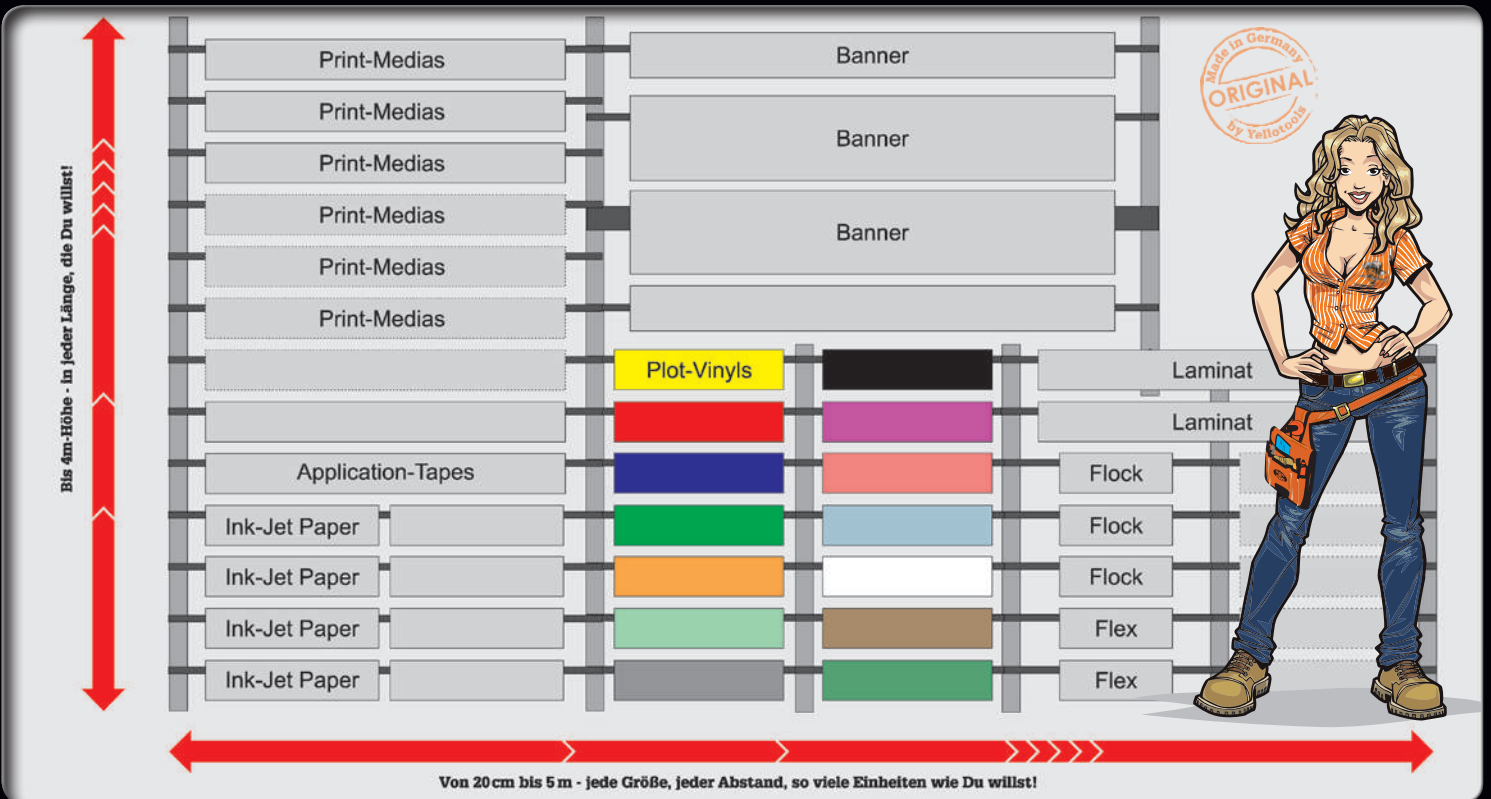 Print-Medias
Banner
Print-Medias
Banner
Print-Medias
Print-Medias
Banner
Print-Medias
Print-Medias
Plot-Vinyls
Laminat
Laminat
Application-Tapes
Flock
Ink-Jet Paper
Flock
Ink-Jet Paper
Flock
Ink-Jet Paper
Flex
Ink-Jet Paper
Flex
Made in Germany
ORIGINAL
by Yellotools
Bis 4m-Höhe - in jeder Länge, die Du willst!
Von 20 cm bis 5 m - jede Größe, jeder Abstand, so viele Einheiten wie Du willst!